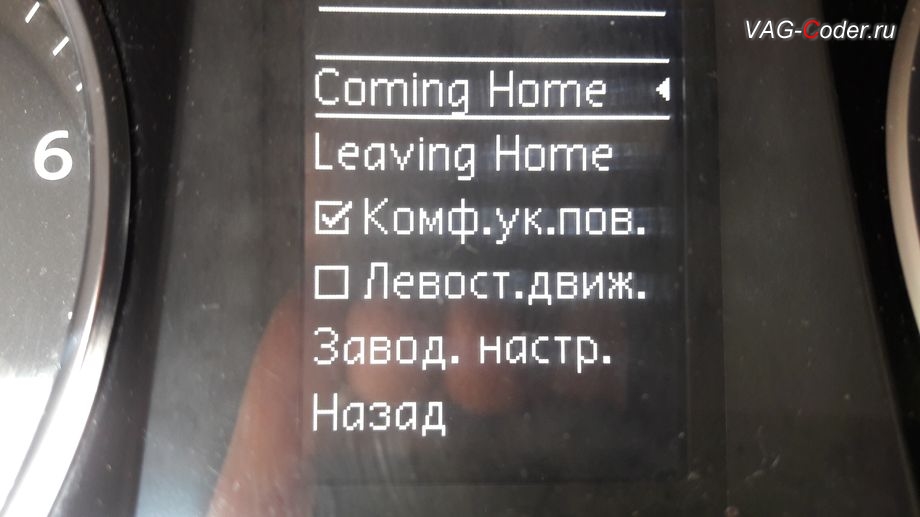 VAG-Coder.ru
Coming Home
Leaving Home
Комф.ук.пов.
Левост.движ.
Завод. настр.
Назад
6